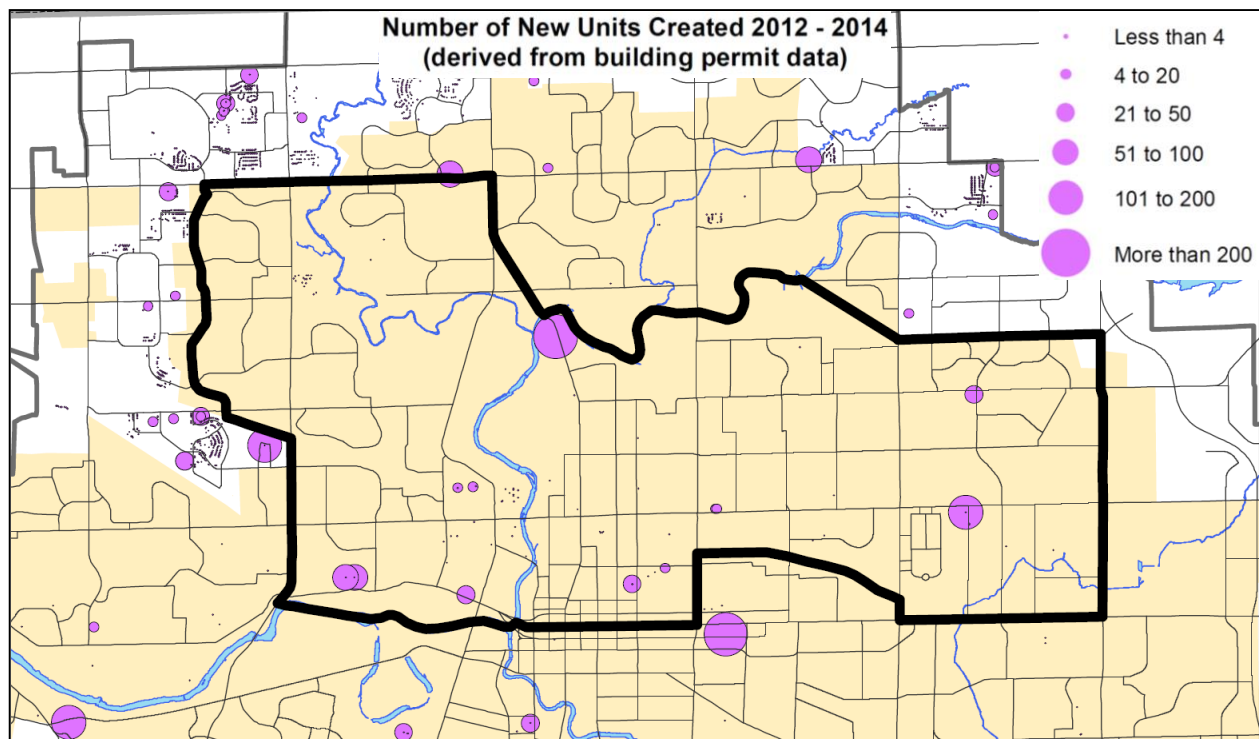 Number of New Units Created 2012 - 2014
(derived from building permit data)
Less than 4
4 to 20
21 to 50
51 to 100
101 to 200
More than 200